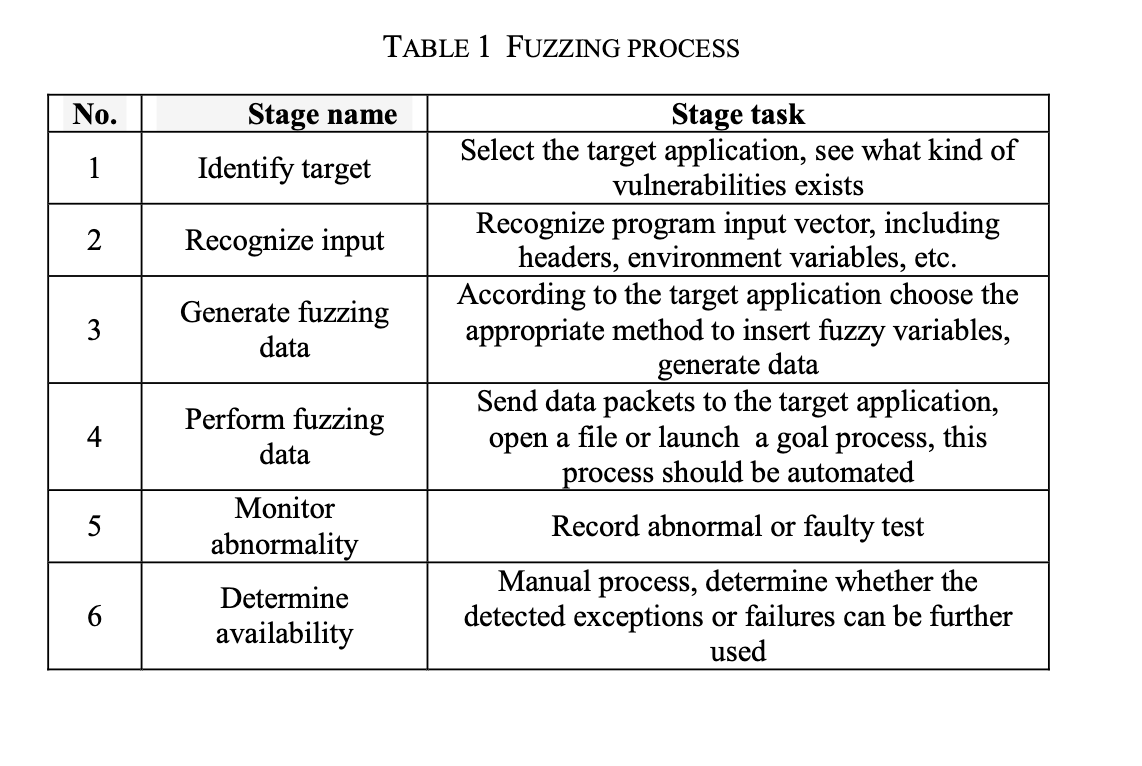 TABLE 1 FUZZING PROCESS
No. Stage name Stage task
1 Identify target Select the target application, see what kind of
vulnerabilities exists
2 Recognize input Recognize program input vector, including
headers, environment variables, etc.
3 Generate fuzzing
data According to the target application choose the
appropriate method to insert fuzzy variables,
generate data
4 Perform fuzzing
data Send data packets to the target application,
open a file or launch a goal process, this
process should be automated
5 Monitor
abnormality Record abnormal or faulty test
6 Determine
availability Manual process, determine whether the
detected exceptions or failures can be further
used